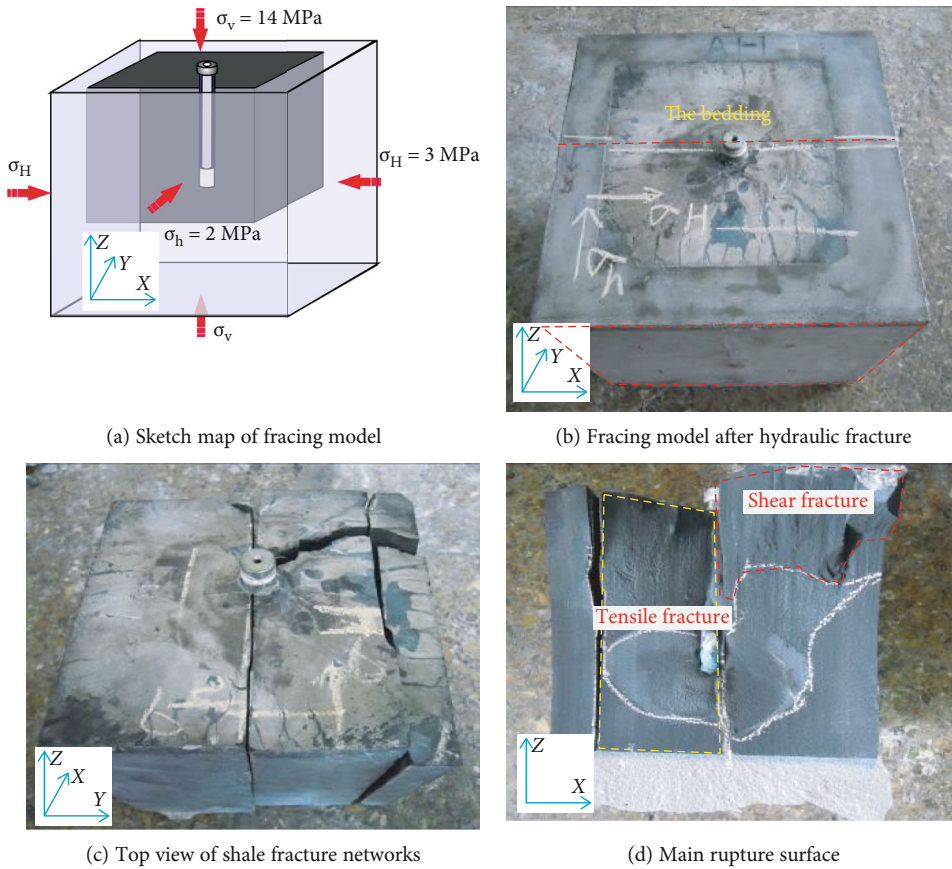 σv = 14 MPa
σH
σH = 3 MPa
σh = 2 MPa
Z
Y
X
σv
(a) Sketch map of fracing model
A-1
The bedding
σH
σh
Z
Y
X
(b) Fracing model after hydraulic fracture
Z
X
Y
(c) Top view of shale fracture networks
Shear fracture
Tensile fracture
Z
X
(d) Main rupture surface